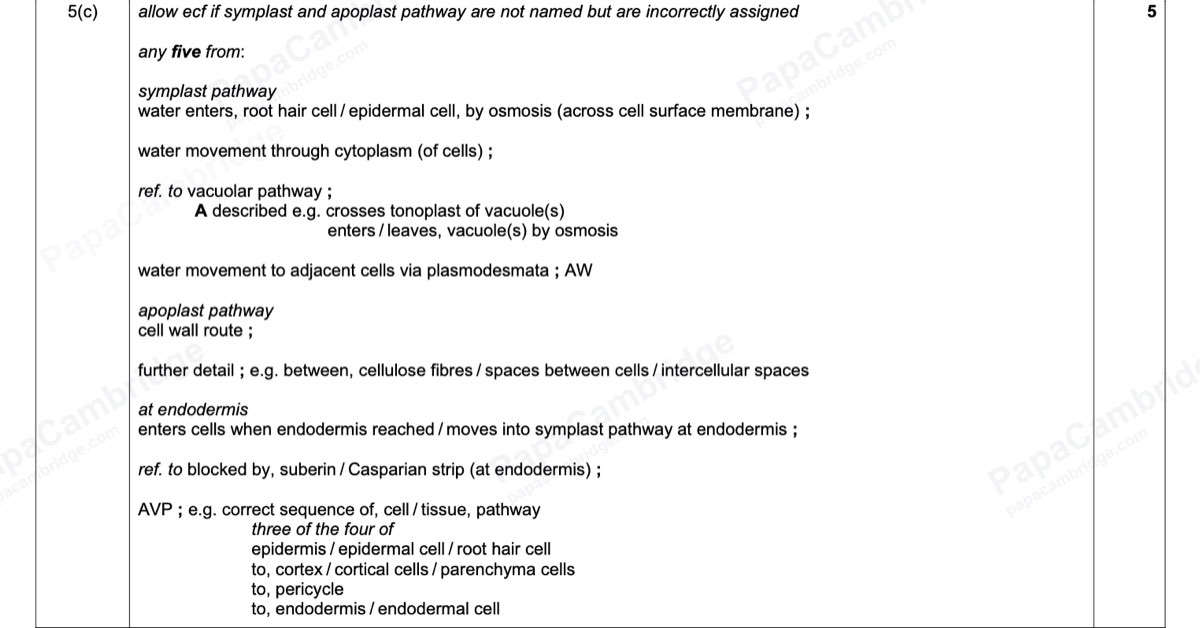 5(c) allow ecf if symplast and apoplast pathway are not named but are incorrectly assigned 5
any five from:
symplast pathway
water enters, root hair cell / epidermal cell, by osmosis (across cell surface membrane) ;
water movement through cytoplasm (of cells) ;
ref. to vacuolar pathway ;
A described e.g. crosses tonoplast of vacuole(s)
enters / leaves, vacuole(s) by osmosis
water movement to adjacent cells via plasmodesmata ; AW
apoplast pathway
cell wall route ;
further detail ; e.g. between, cellulose fibres / spaces between cells / intercellular spaces
at endodermis
enters cells when endodermis reached / moves into symplast pathway at endodermis ;
ref. to blocked by, suberin / Casparian strip (at endodermis) ;
AVP ; e.g. correct sequence of, cell / tissue, pathway
three of the four of
epidermis / epidermal cell / root hair cell
to, cortex / cortical cells / parenchyma cells
to, pericycle
to, endodermis / endodermal cell